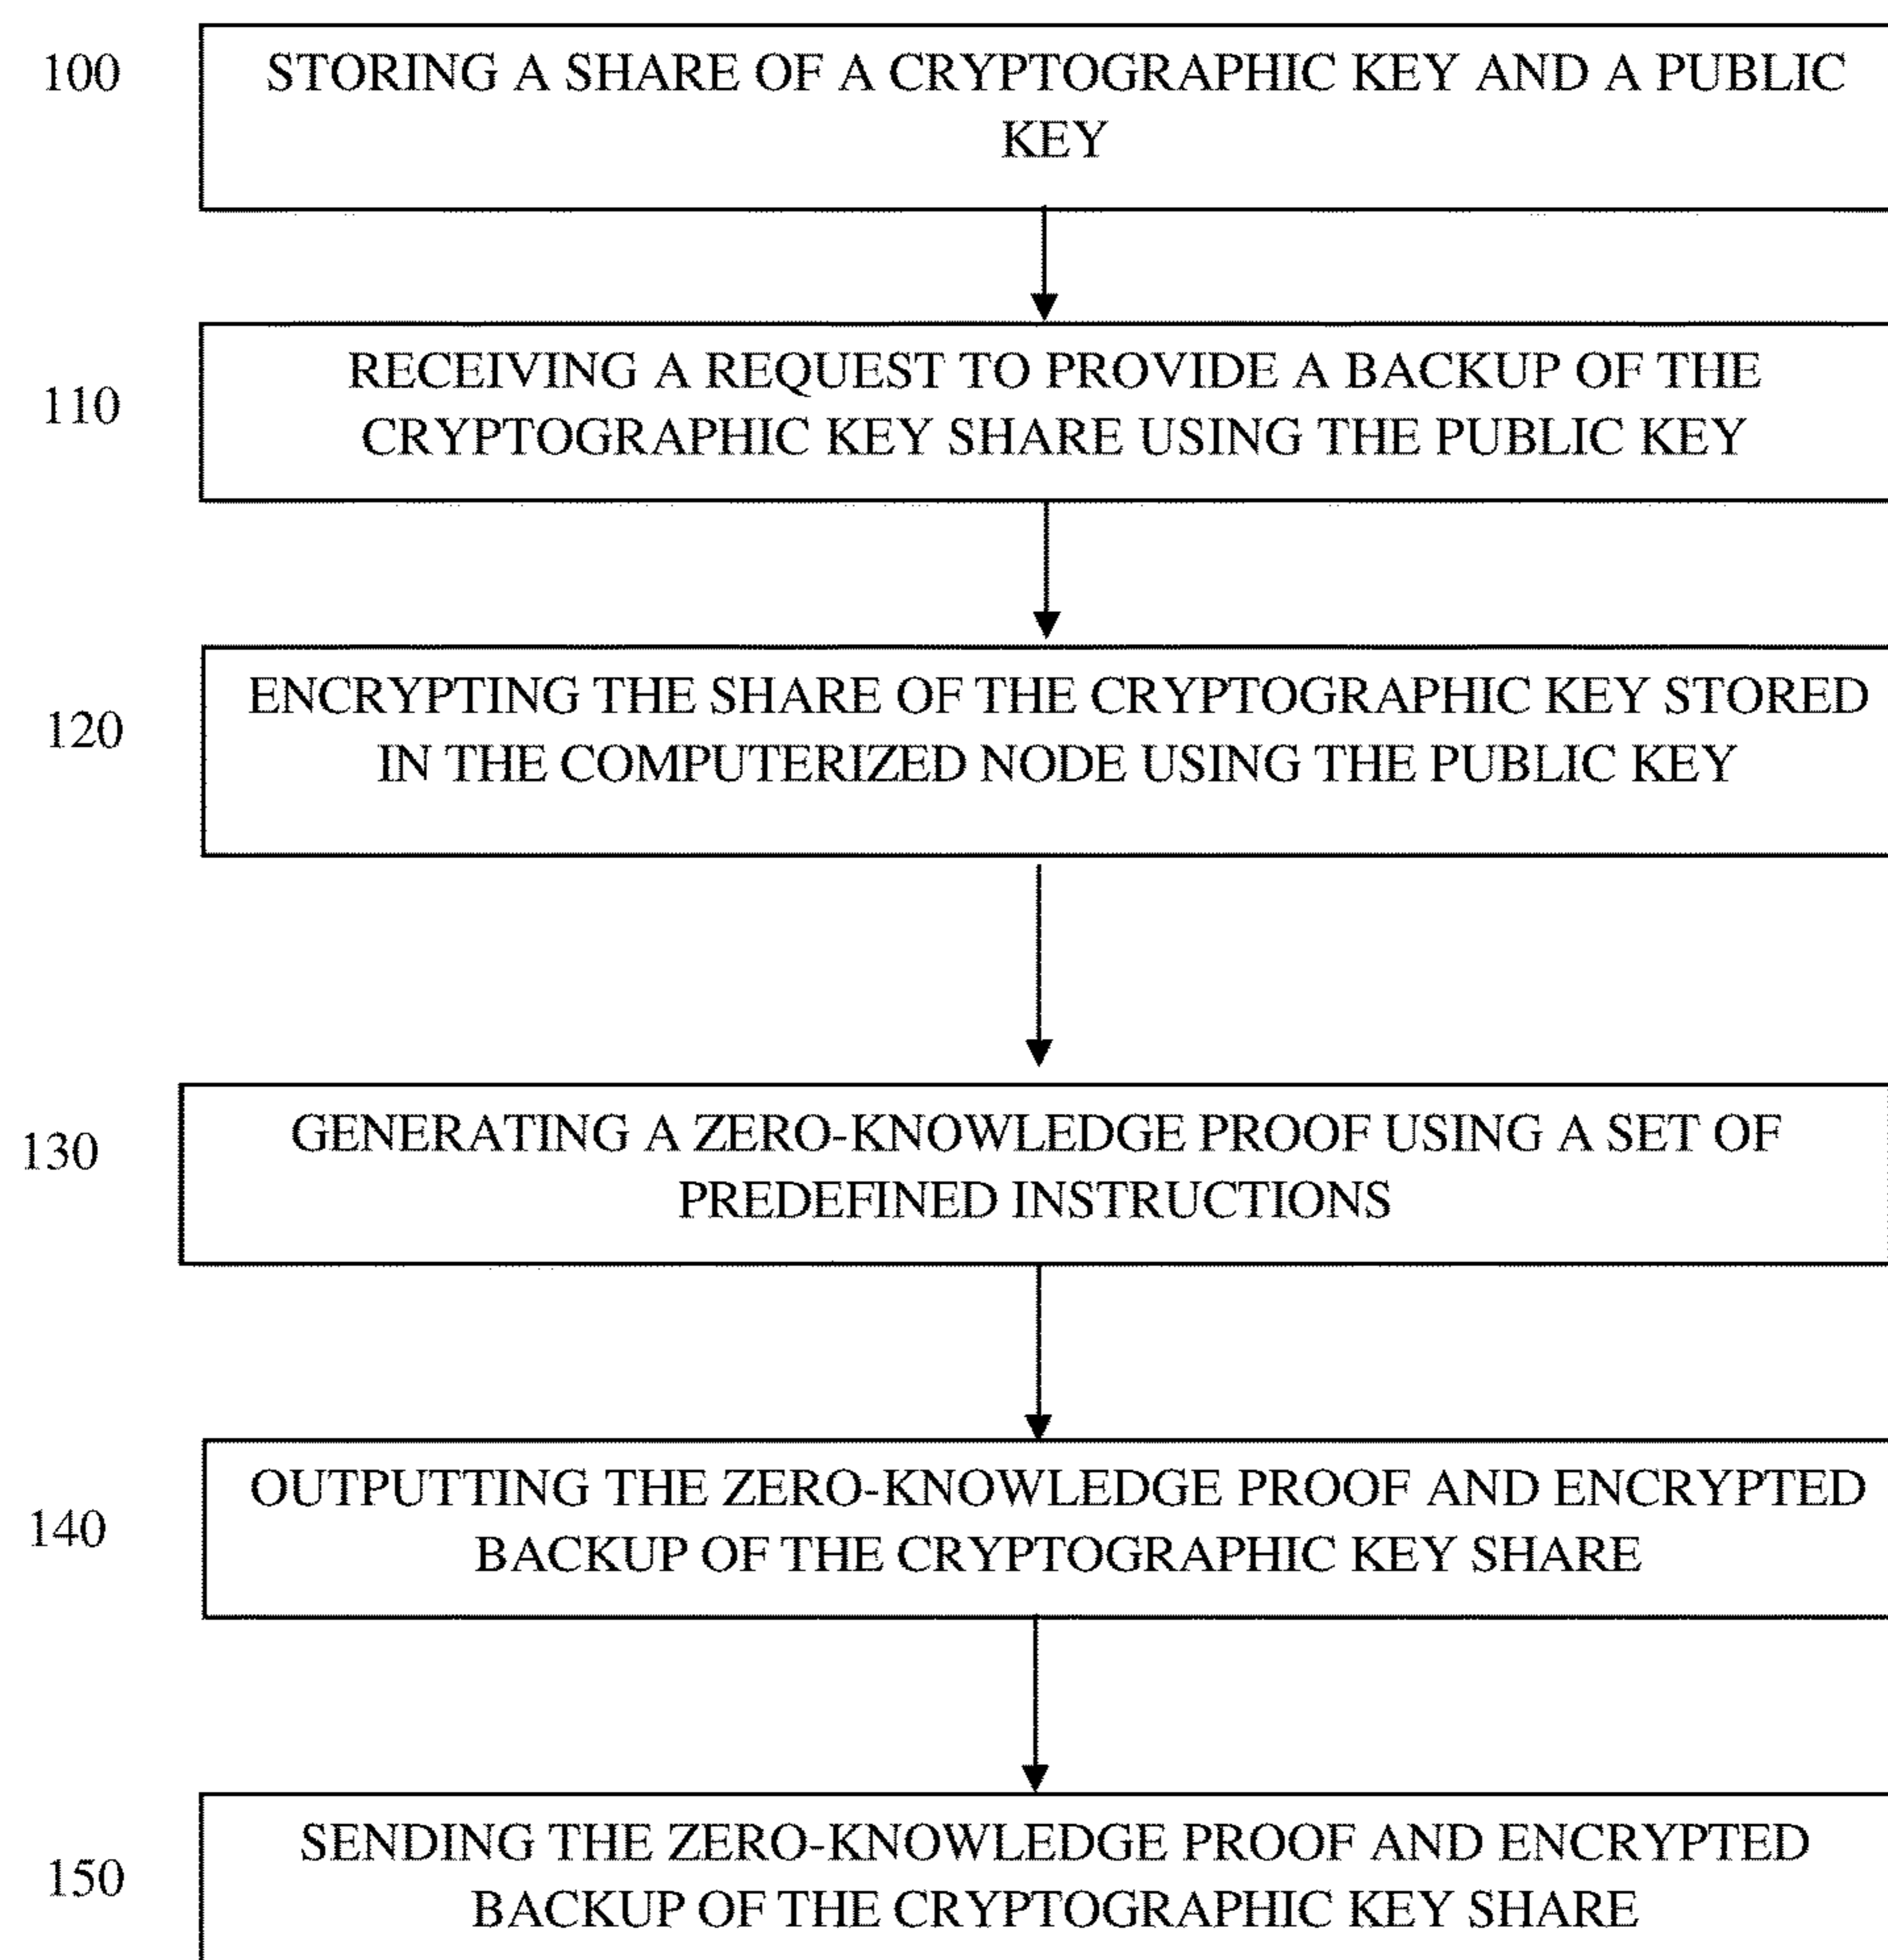 100
STORING A SHARE OF A CRYPTOGRAPHIC KEY AND A PUBLIC
KEY
110
RECEIVING A REQUEST TO PROVIDE A BACKUP OF THE
CRYPTOGRAPHIC KEY SHARE USING THE PUBLIC KEY
120
ENCRYPTING THE SHARE OF THE CRYPTOGRAPHIC KEY STORED
IN THE COMPUTERIZED NODE USING THE PUBLIC KEY
130
GENERATING A ZERO-KNOWLEDGE PROOF USING A SET OF
PREDEFINED INSTRUCTIONS
140
OUTPUTTING THE ZERO-KNOWLEDGE PROOF AND ENCRYPTED
BACKUP OF THE CRYPTOGRAPHIC KEY SHARE
150
SENDING THE ZERO-KNOWLEDGE PROOF AND ENCRYPTED
BACKUP OF THE CRYPTOGRAPHIC KEY SHARE